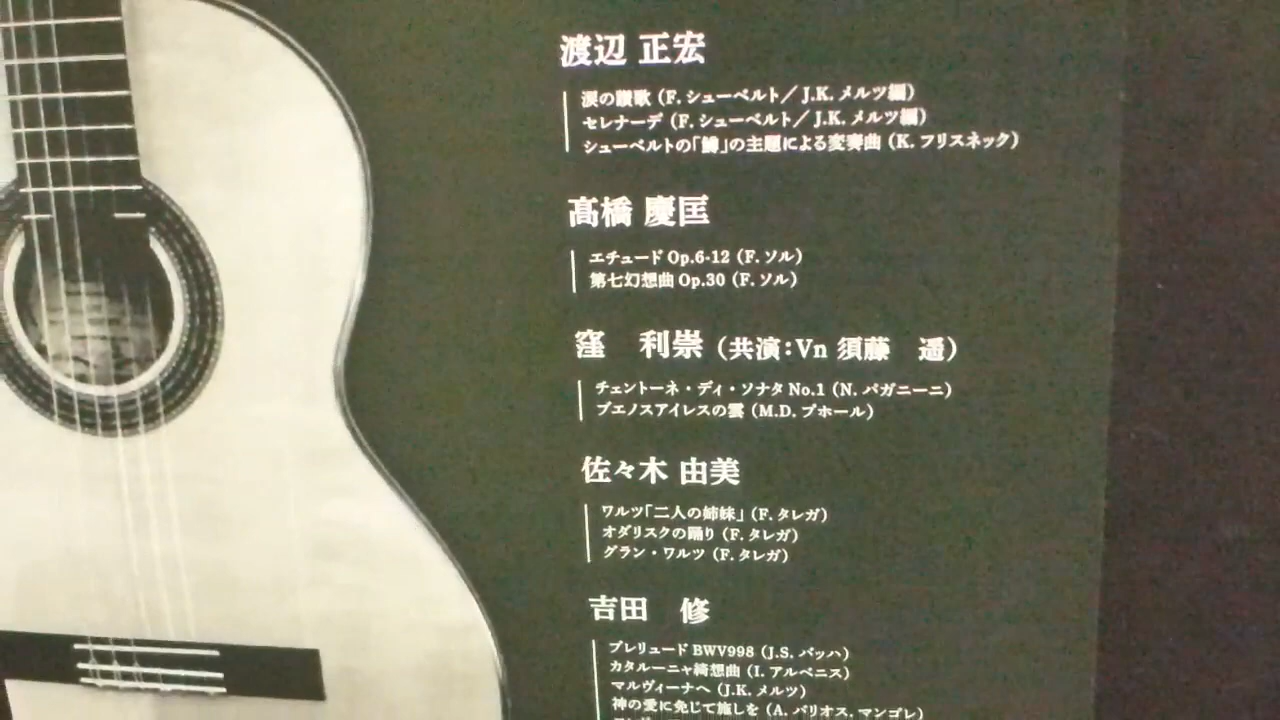 渡辺 正宏
涙の讃歌 (F. シューベルト／ J.K. メルツ編)
セレナーデ (F. シューベルト／ J.K. メルツ編)
シューベルトの「鱒」の主題による変奏曲 (K. フリスネック)
髙橋 慶匡
エチュード Op.6-12 (F. ソル)
第七幻想曲 Op.30 (F. ソル)
窪　利崇 (共演：Vn 須藤　遥)
チェントーネ・ディ・ソナタ No.1 (N. パガニーニ)
ブエノスアイレスの雲 (M.D. プホール)
佐々木 由美
ワルツ「二人の姉妹」 (F. タレガ)
オダリスクの踊り (F. タレガ)
グラン・ワルツ (F. タレガ)
吉田　修
プレリュード BWV998 (J.S. バッハ)
カタルーニャ綺想曲 (I. アルベニス)
マルヴィーナへ (J.K. メルツ)
神の愛に免じて施しを (A. バリオス. マンゴレ)